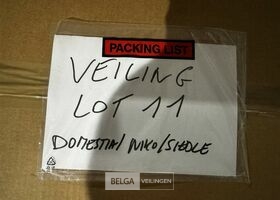 PACKING LIST
VEILING
LOT 11
DOMESTIA/NIKO/SIEDLE
BELGA VEILINGEN